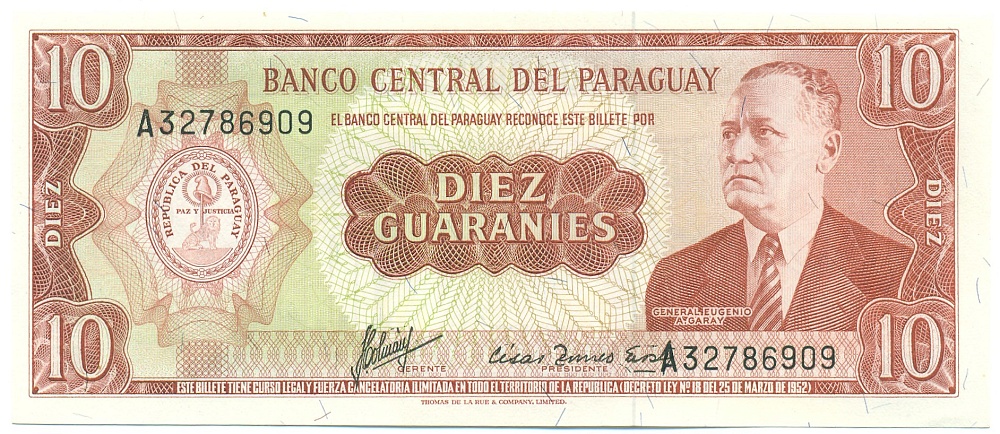 10 10
BANCO CENTRAL DEL PARAGUAY
A32786909
EL BANCO CENTRAL DEL PARAGUAY RECONOCE ESTE BILLETE POR
REPÚBLICA DEL PARAGUAY
PAZ Y JUSTICIA
DIEZ
DIEZ
GUARANIES
DIEZ
GENERAL EUGENIO
A. GARAY
10 10
GERENTE
César
PRESIDENTE
A32786909
ESTE BILLETE TIENE CURSO LEGAL Y FUERZA CANCELATORIA ILIMITADA EN TODO EL TERRITORIO DE LA REPUBLICA (DECRETO LEY Nº 18 DEL 25 DE MARZO DE 1952)
THOMAS DE LA RUE & COMPANY, LIMITED.